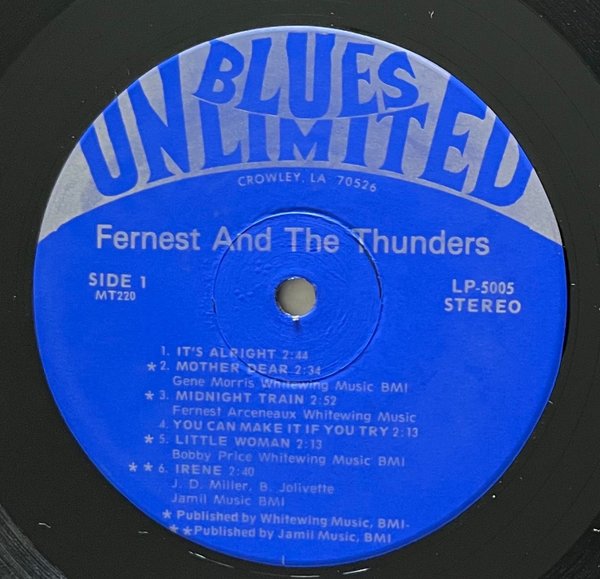 BLUES
UNLIMITED
CROWLEY, LA 70526
Fernest And The Thunders
SIDE 1
MT220
LP-5005
STEREO
1. IT'S ALRIGHT 2:44
* 2. MOTHER DEAR 2:34
Gene Morris Whitewing Music BMI
* 3. MIDNIGHT TRAIN 2:52
Fernest Arceneaux Whitewing Music
4. YOU CAN MAKE IT IF YOU TRY 2:13
* 5. LITTLE WOMAN 2:13
Bobby Price Whitewing Music BMI
* * 6. IRENE 2:40
J. D. Miller, B. Jolivette
Jamil Music BMI
* Published by Whitewing Music, BMI-
* *Published by Jamil Music, BMI